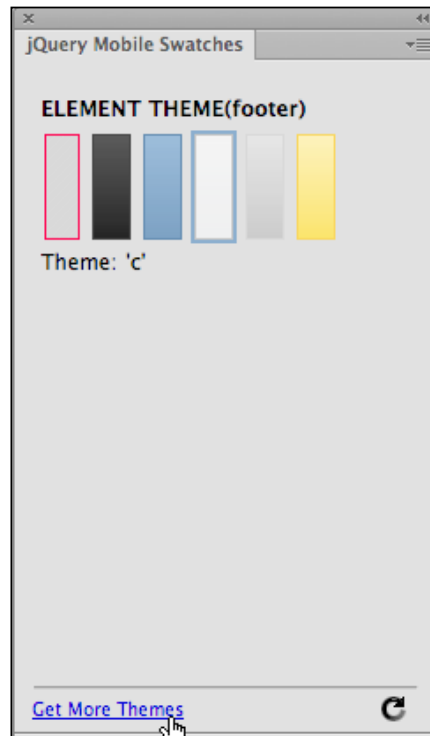 jQuery Mobile Swatches
ELEMENT THEME(footer)
Theme: 'c'
Get More Themes